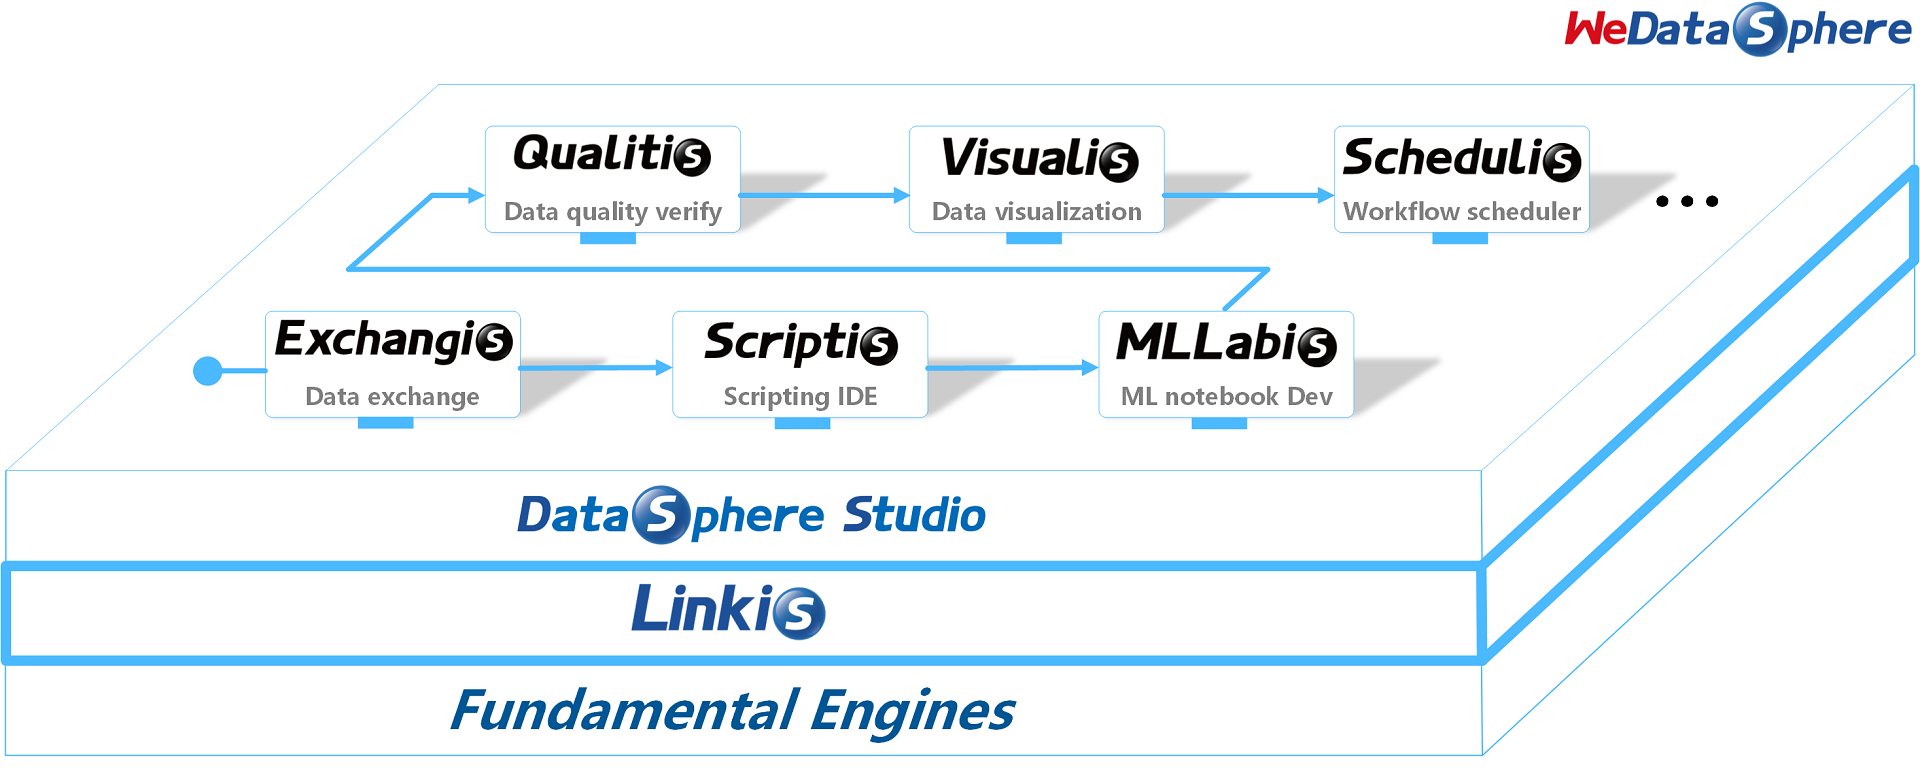 WeDataSphere
Qualitis
Data quality verify
Visualis
Data visualization
Schedulis
Workflow scheduler
...
Exchangis
Data exchange
Scriptis
Scripting IDE
MLLabis
ML notebook Dev
DataSphere Studio
Linkis
Fundamental Engines